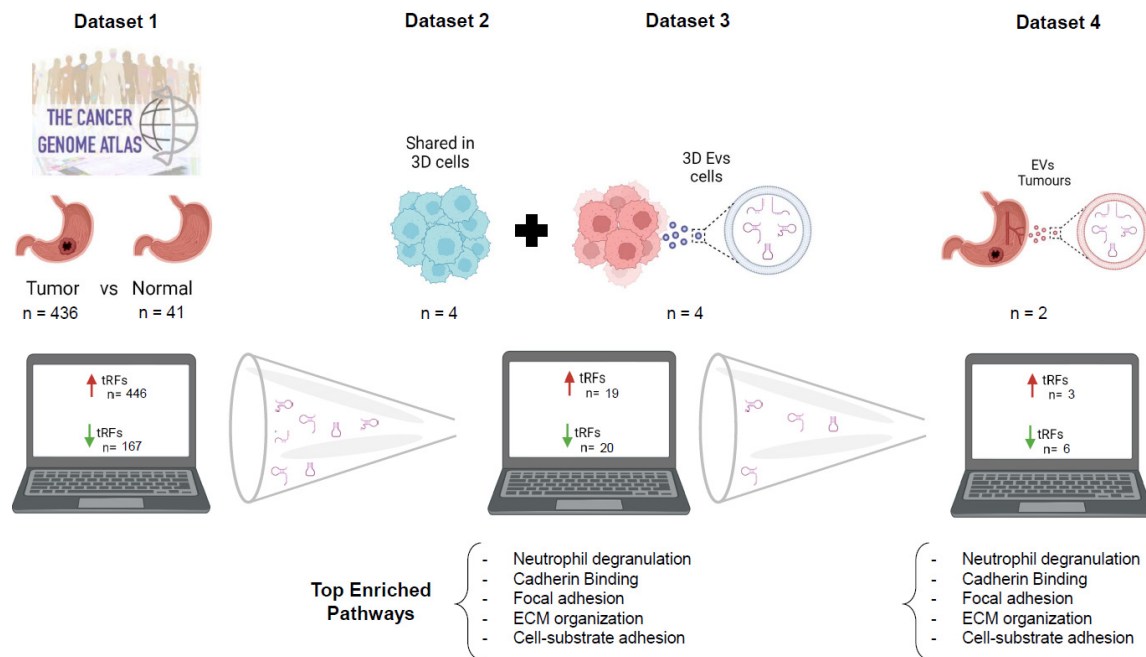 Dataset 1
Dataset 2
Dataset 3
Dataset 4
THE CANCER
GENOME ATLAS
Shared in
3D cells
3D Evs
cells
EVs
Tumours
Tumor vs Normal
n = 436
n = 41
n = 4
n = 4
n = 2
tRFs
n= 446
tRFs
n= 167
tRFs
n= 19
tRFs
n= 20
tRFs
n= 3
tRFs
n= 6
Top Enriched
Pathways
- Neutrophil degranulation
- Cadherin Binding
- Focal adhesion
- ECM organization
- Cell-substrate adhesion
- Neutrophil degranulation
- Cadherin Binding
- Focal adhesion
- ECM organization
- Cell-substrate adhesion